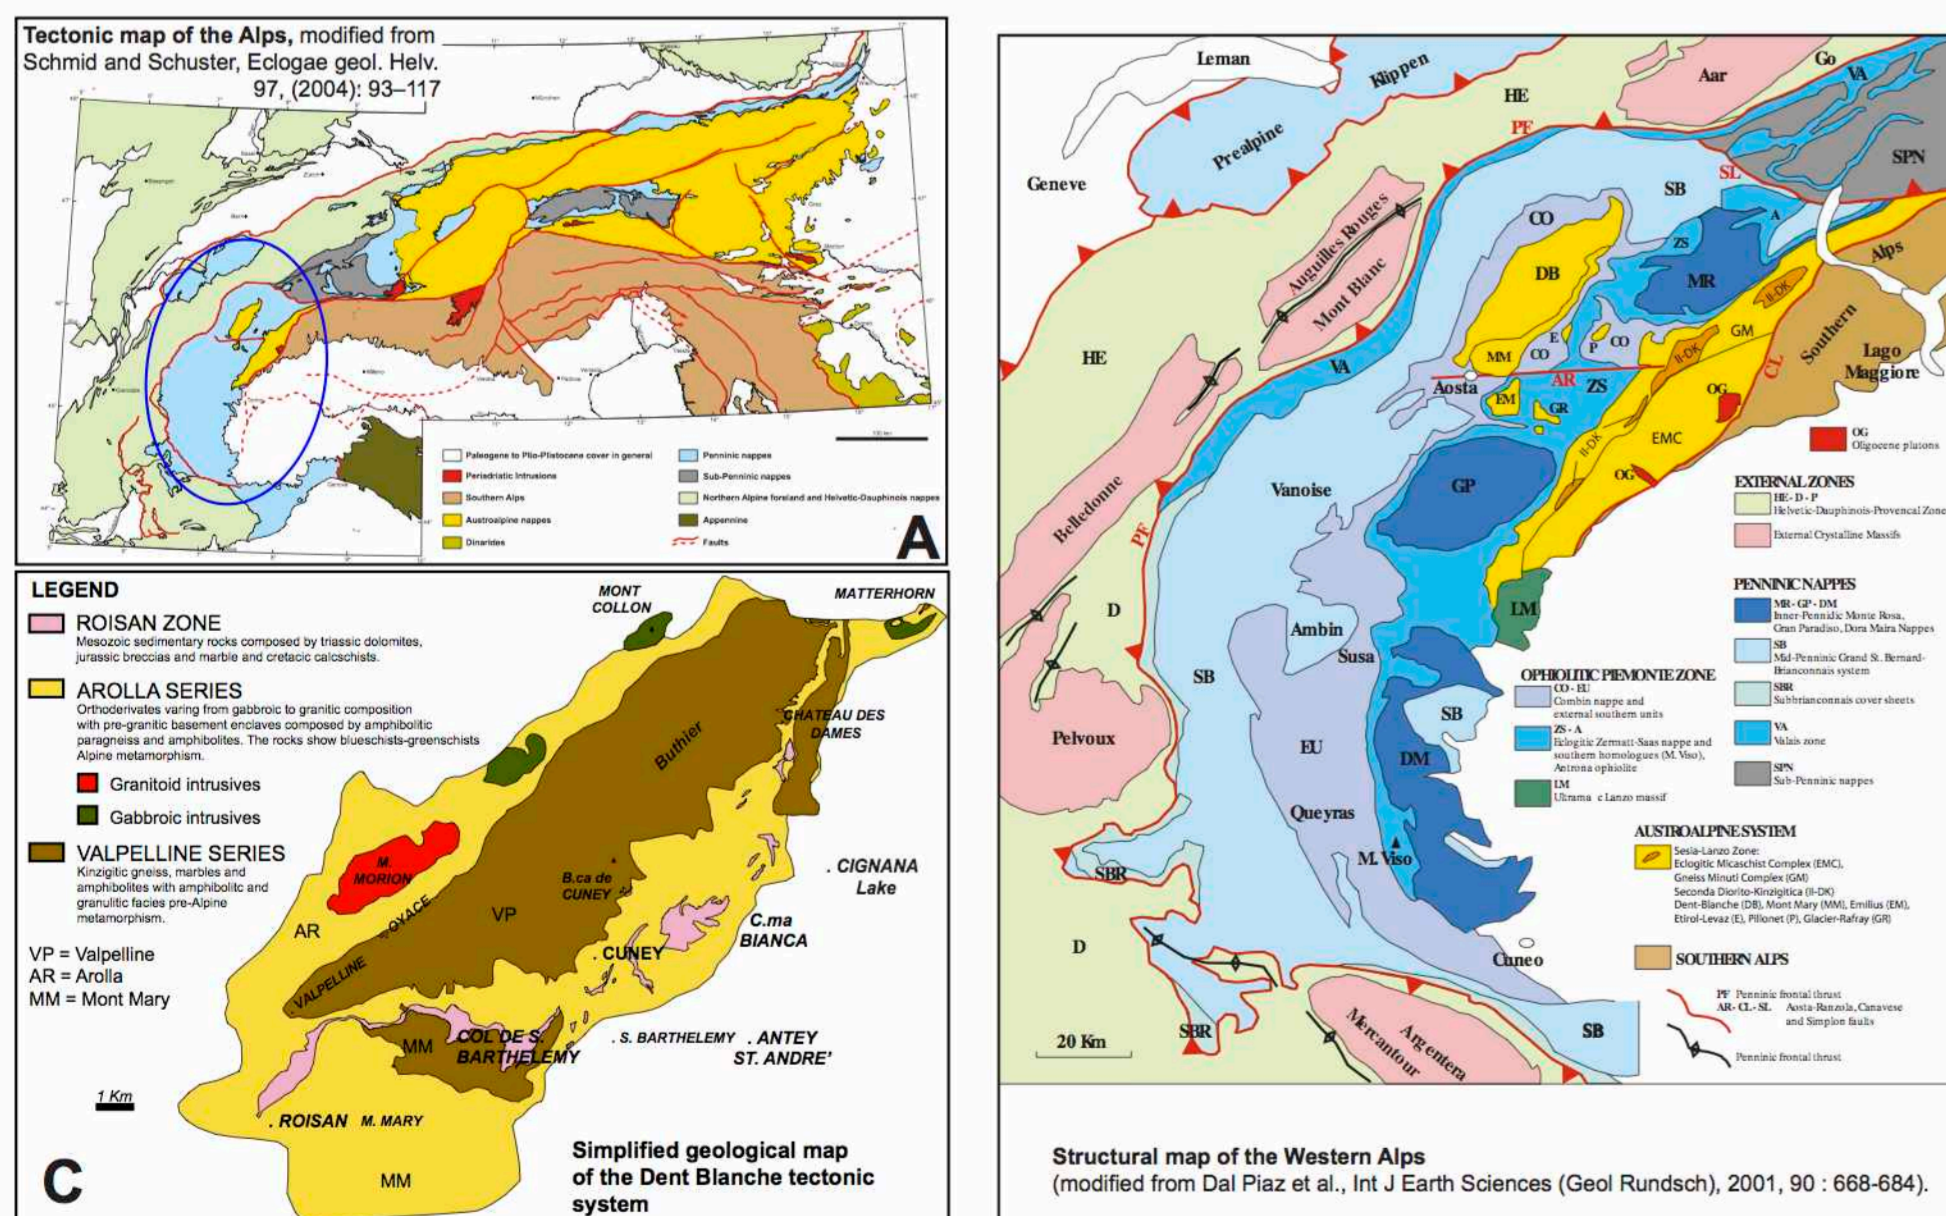 Tectonic map of the Alps, modified from
Schmid and Schuster, Eclogae geol. Helv.
97, (2004): 93–117
Paleogene to Plio-Plistocene cover in general
Periedriatic Intrusions
Southern Alps
Austroalpine nappes
Dinarides
Penninic nappes
Sub-Penninic nappes
Northern Alpine foreland and Helvetic-Dauphinois nappes
Appennine
Faults
A
LEGEND
ROISAN ZONE
Mesozoic sedimentary rocks composed by triassic dolomites,
jurassic breccias and marble and cretacic calcschists.
AROLLA SERIES
Orthoderivates varing from gabbroic to granitic composition
with pre-granitic basement enclaves composed by amphibolitic
paragneiss and amphibolites. The rocks show blueschists-greenschists
Alpine metamorphism.
Granitoid intrusives
Gabbroic intrusives
VALPELLINE SERIES
Kinzigitic gneiss, marbles and
amphibolites with amphibolitc and
granulitic facies pre-Alpine
metamorphism.
VP = Valpelline
AR = Arolla
MM = Mont Mary
1 Km
C
MONT
COLLON
MATTERHORN
CHATEAU DES
DAMES
Buthier
M.
MORION
B.ca de
CUNEY
. CIGNANA
Lake
OYACE
VP
AR
C.ma
BIANCA
. CUNEY
VALPELLINE
MM
COL DE S.
BARTHELEMY
. S. BARTHELEMY
. ANTEY
ST. ANDRE'
. ROISAN
M. MARY
MM
Simplified geological map
of the Dent Blanche tectonic
system
Leman
Klippen
Aar
Go
VA
HE
PF
Prealpine
SPN
Geneve
SL
SB
Auguilles Rouges
CO
A
ZS
Alps
DB
MR
II-DK
Mont Blanc
GM
Southern
HE
E
MM
CO
P
CO
II-DK
Lago
Maggiore
VA
Aosta
AR
ZS
CL
EM
GR
OG
II-DK
EMC
OG
Oligocene plutons
Vanoise
GP
OG
Belledonne
PF
EXTERNAL ZONES
HE - D - P
Helvetic-Dauphinois-Provencal Zone
External Crystalline Massifs
D
LM
Ambin
Susa
SB
PENNINIC NAPPES
MR - GP - DM
Inner-Pennidic Monte Rosa,
Gran Paradiso, Dora Maira Nappes
SB
Mid-Penninic Grand St. Bernard-
Brianconnais system
SBR
Subbrianconnais cover sheets
VA
Valais zone
SPN
Sub-Penninic nappes
OPHIOLITIC PIEMONTE ZONE
CO - EU
Combin nappe and
external southern units
ZS - A
Eclogitic Zermatt-Saas nappe and
southern homologues (M. Viso),
Antrona ophiolite
LM
Ultrama c Lanzo massif
SB
Pelvoux
EU
DM
Queyras
M. Viso
SBR
AUSTROALPINE SYSTEM
Sesia-Lanzo Zone:
Eclogitic Micaschist Complex (EMC),
Gneiss Minuti Complex (GM)
Seconda Diorito-Kinzigitica (II-DK)
Dent-Blanche (DB), Mont Mary (MM), Emilius (EM),
Etirol-Levaz (E), Pillonet (P), Glacier-Rafray (GR)
D
Cuneo
SOUTHERN ALPS
PF Penninic frontal thrust
AR - CL - SL Aosta-Ranzola, Canavese
and Simplon faults
Penninic frontal thrust
SBR
Argentera
Mercantour
SB
20 Km
Structural map of the Western Alps
(modified from Dal Piaz et al., Int J Earth Sciences (Geol Rundsch), 2001, 90 : 668-684).